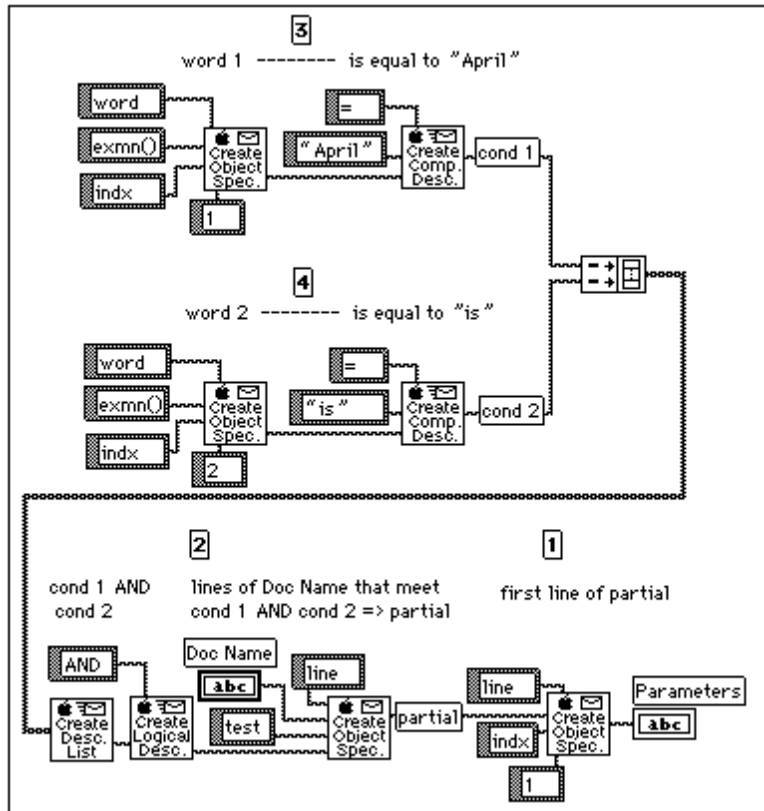 3
word 1 --------- is equal to "April"
word
=
exmn()
"April"
Create Object Spec.
Create Comp. Desc.
cond 1
indx
1
4
word 2 --------- is equal to "is"
word
=
exmn()
"is"
Create Object Spec.
Create Comp. Desc.
cond 2
indx
2
2
1
cond 1 AND
cond 2
lines of Doc Name that meet
cond 1 AND cond 2 => partial
first line of partial
AND
Doc Name
abc
line
test
Create Desc. List
Create Logical Desc.
Create Object Spec.
partial
line
indx
1
Create Object Spec.
Parameters
abc